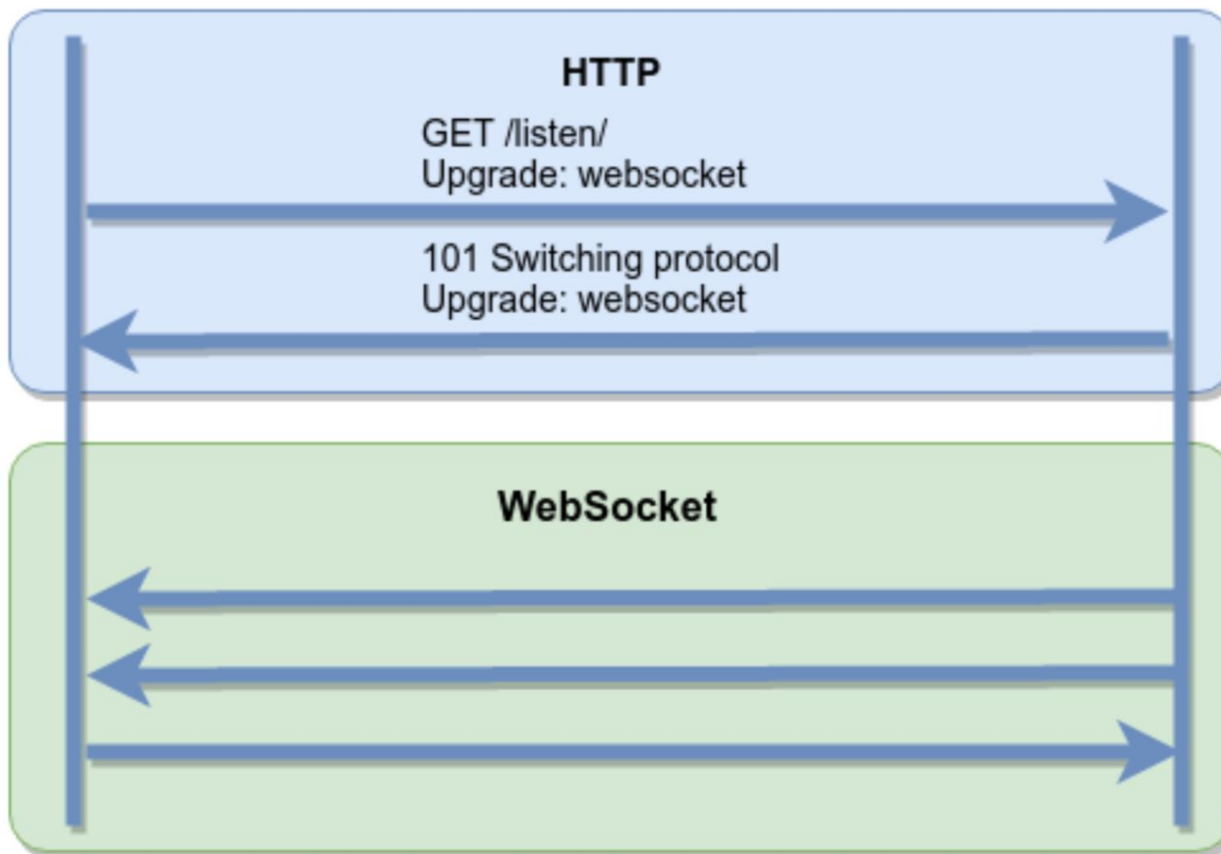 HTTP
GET /listen/
Upgrade: websocket
101 Switching protocol
Upgrade: websocket
WebSocket